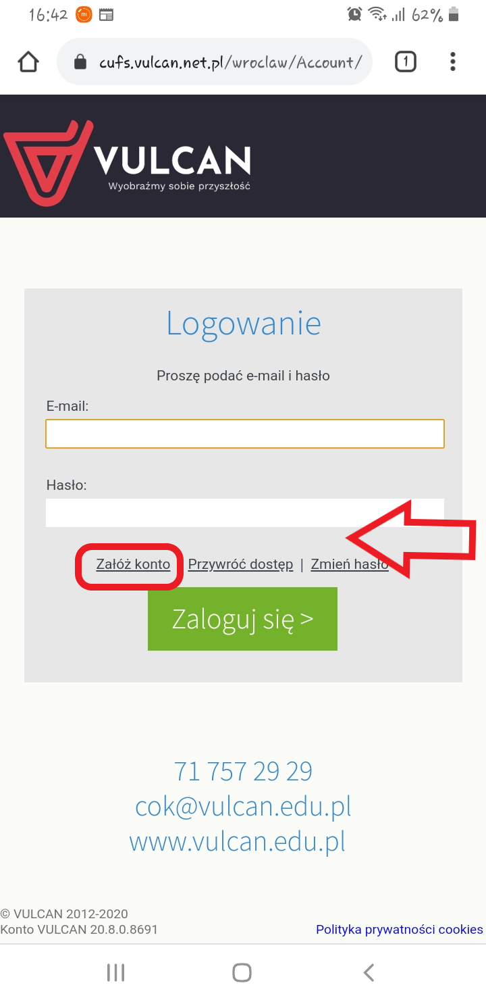 16:42 mi 62%
cufs.vulcan.net.pl/wroclaw/Account/ 1
VULCAN
Wyobraźmy sobie przyszłość
Logowanie
Proszę podać e-mail i hasło
E-mail:
Hasło:
Załóż konto Przywróć dostęp | Zmień hasło
Zaloguj się >
71 757 29 29
cok@vulcan.edu.pl
www.vulcan.edu.pl
© VULCAN 2012-2020
Konto VULCAN 20.8.0.8691 Polityka prywatności cookies